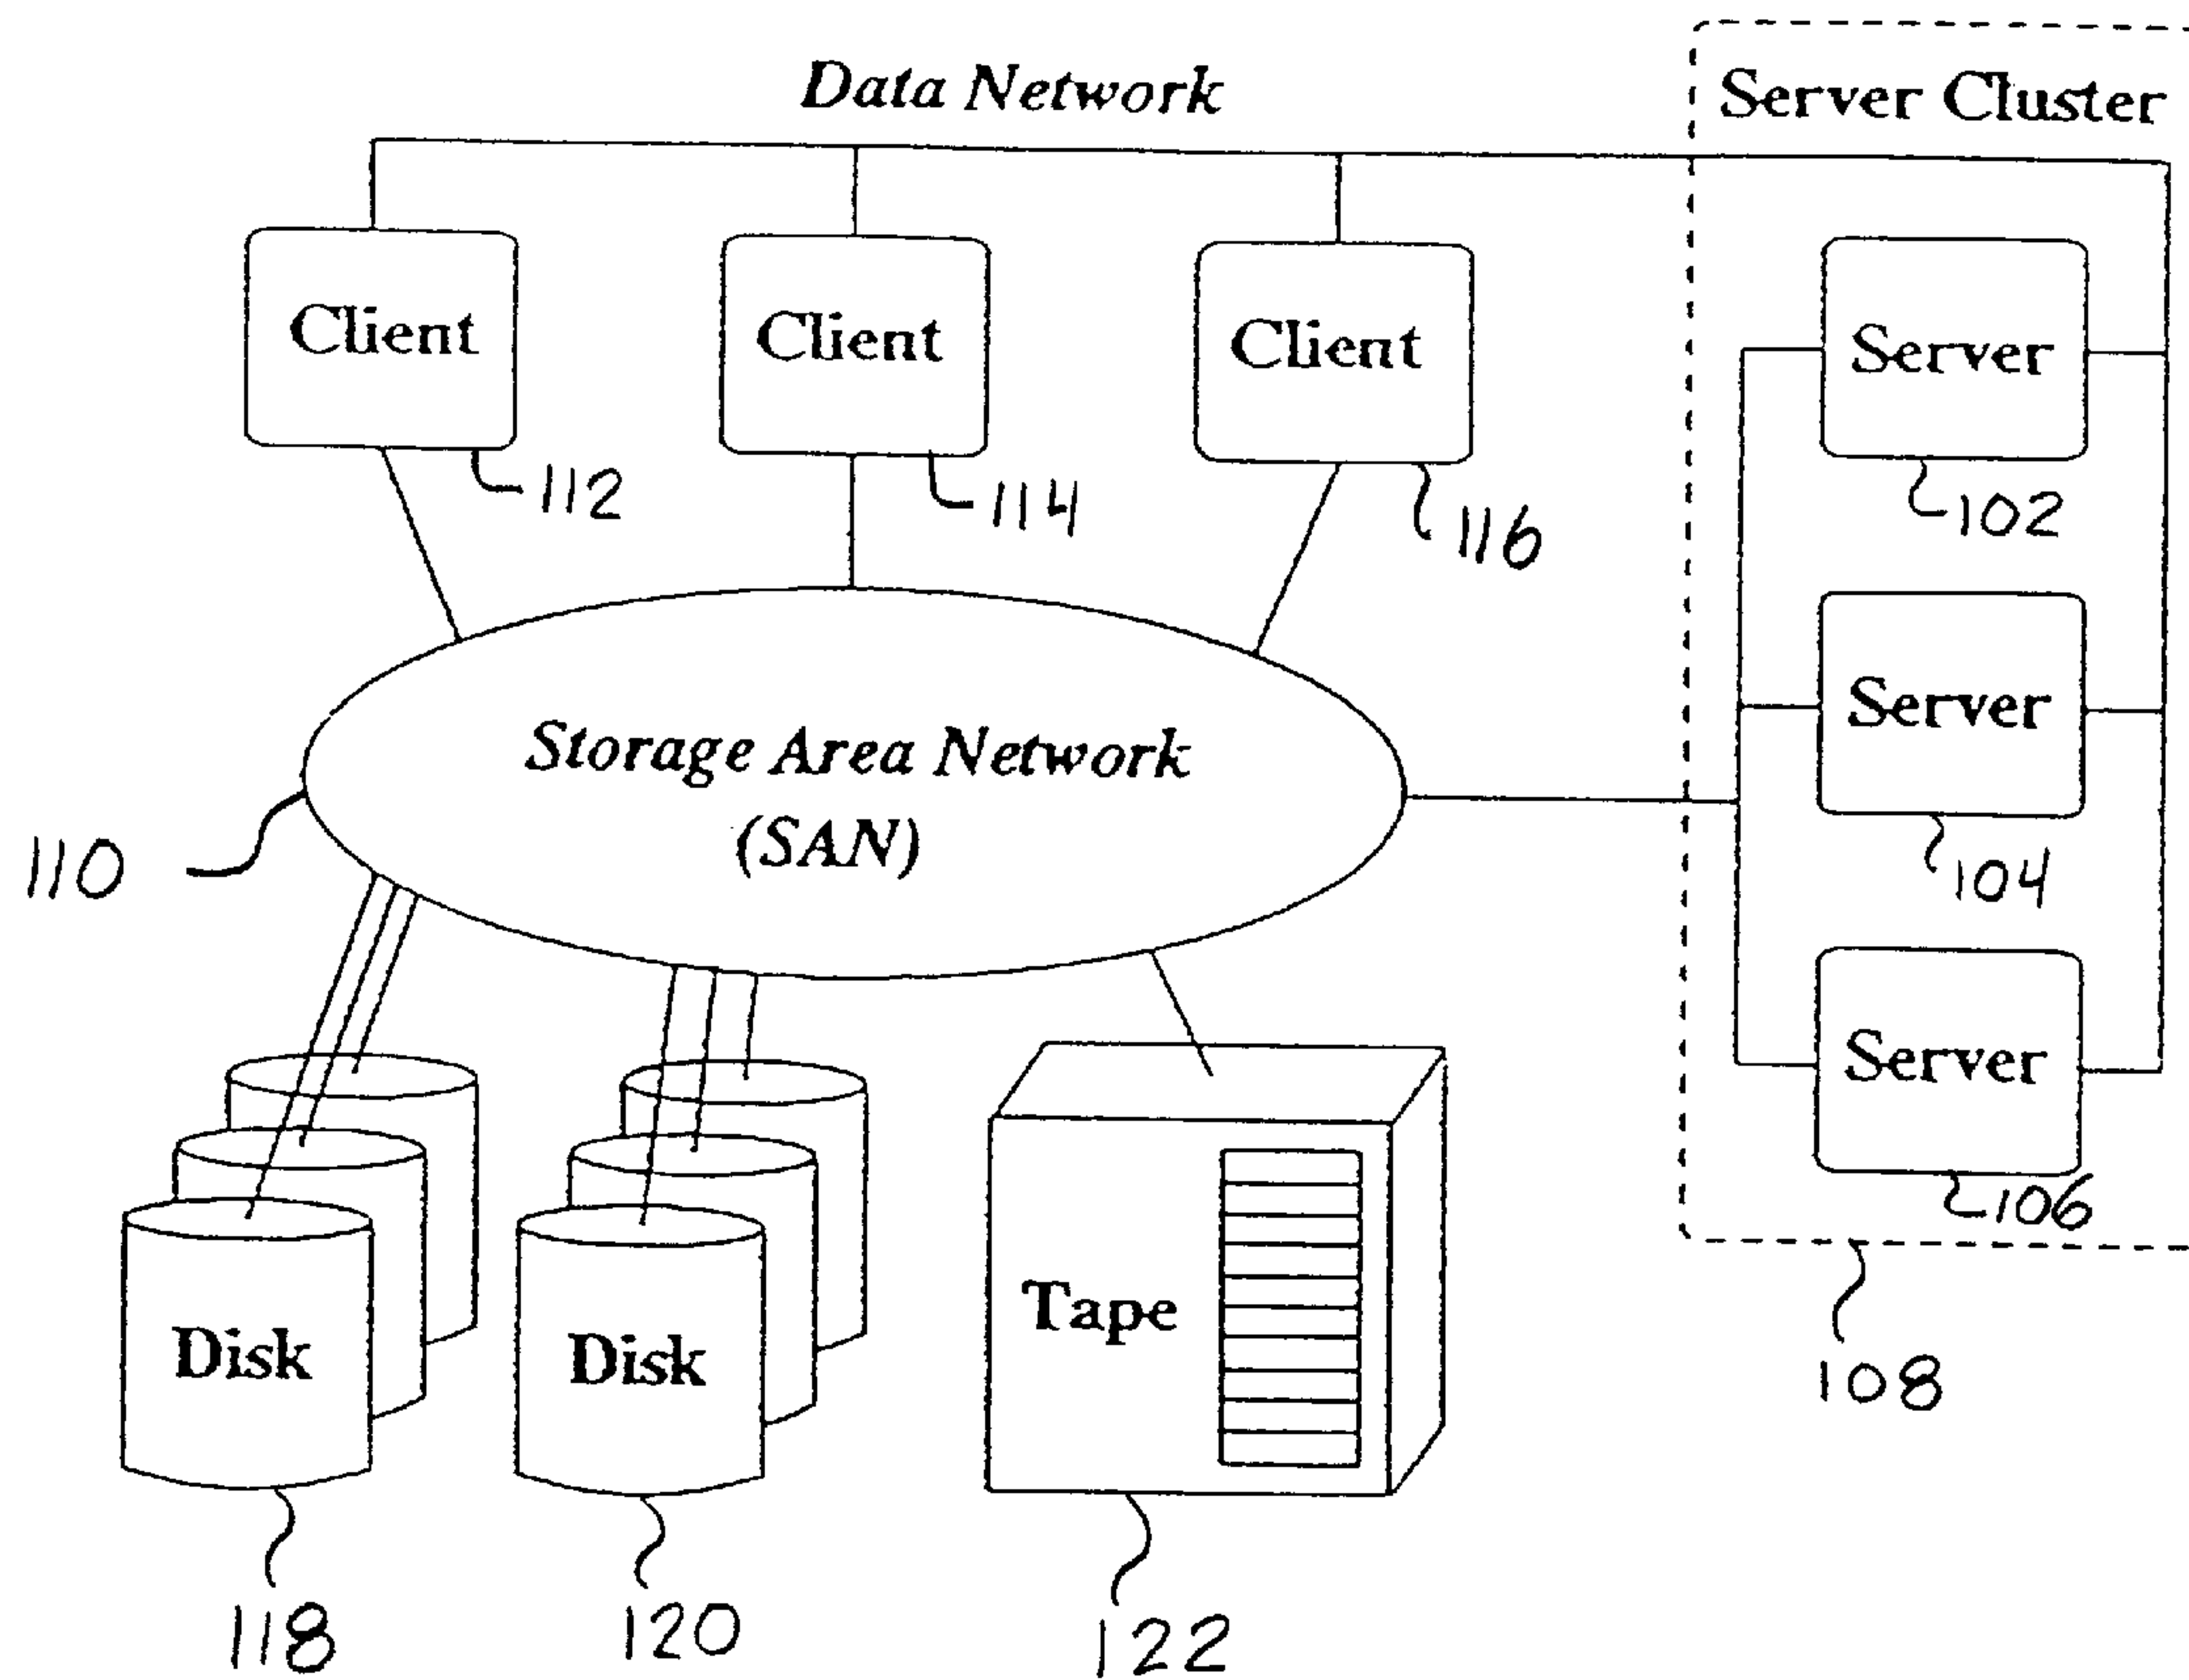 Data Network
Server Cluster
Client
Client
Client
Server
112
114
116
102
Storage Area Network
(SAN)
Server
110
104
Server
106
Disk
Disk
Tape
108
118
120
122